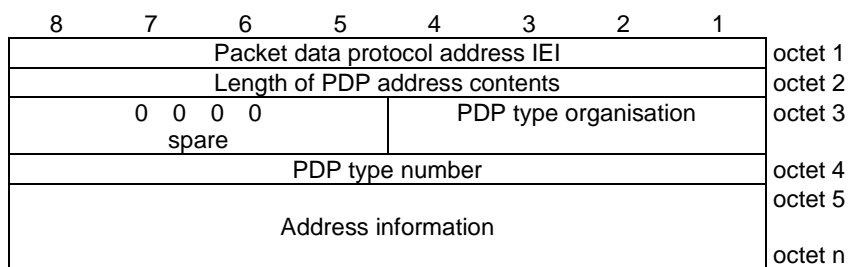 8 7 6 5 4 3 2 1
Packet data protocol address IEI octet 1
Length of PDP address contents octet 2
0 0 0 0 PDP type organisation octet 3
spare
PDP type number octet 4
octet 5
Address information
octet n